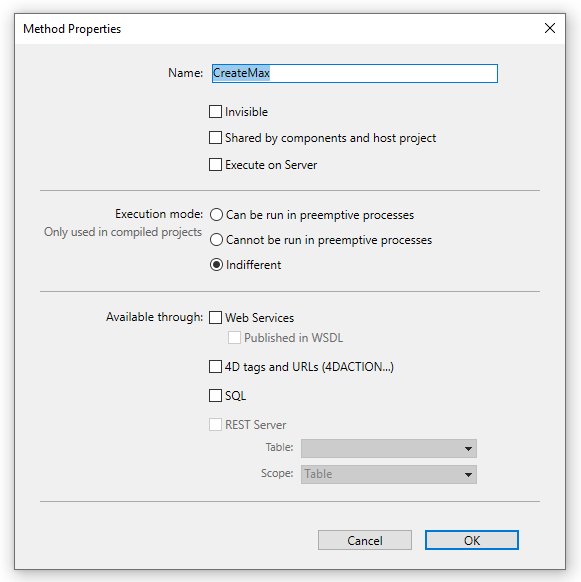 Method Properties
Name: CreateMax
Invisible
Shared by components and host project
Execute on Server
Execution mode: Can be run in preemptive processes
Only used in compiled projects
Cannot be run in preemptive processes
Indifferent
Available through: Web Services
Published in WSDL
4D tags and URLs (4DACTION...)
SQL
REST Server
Table:
Scope: Table
Cancel OK